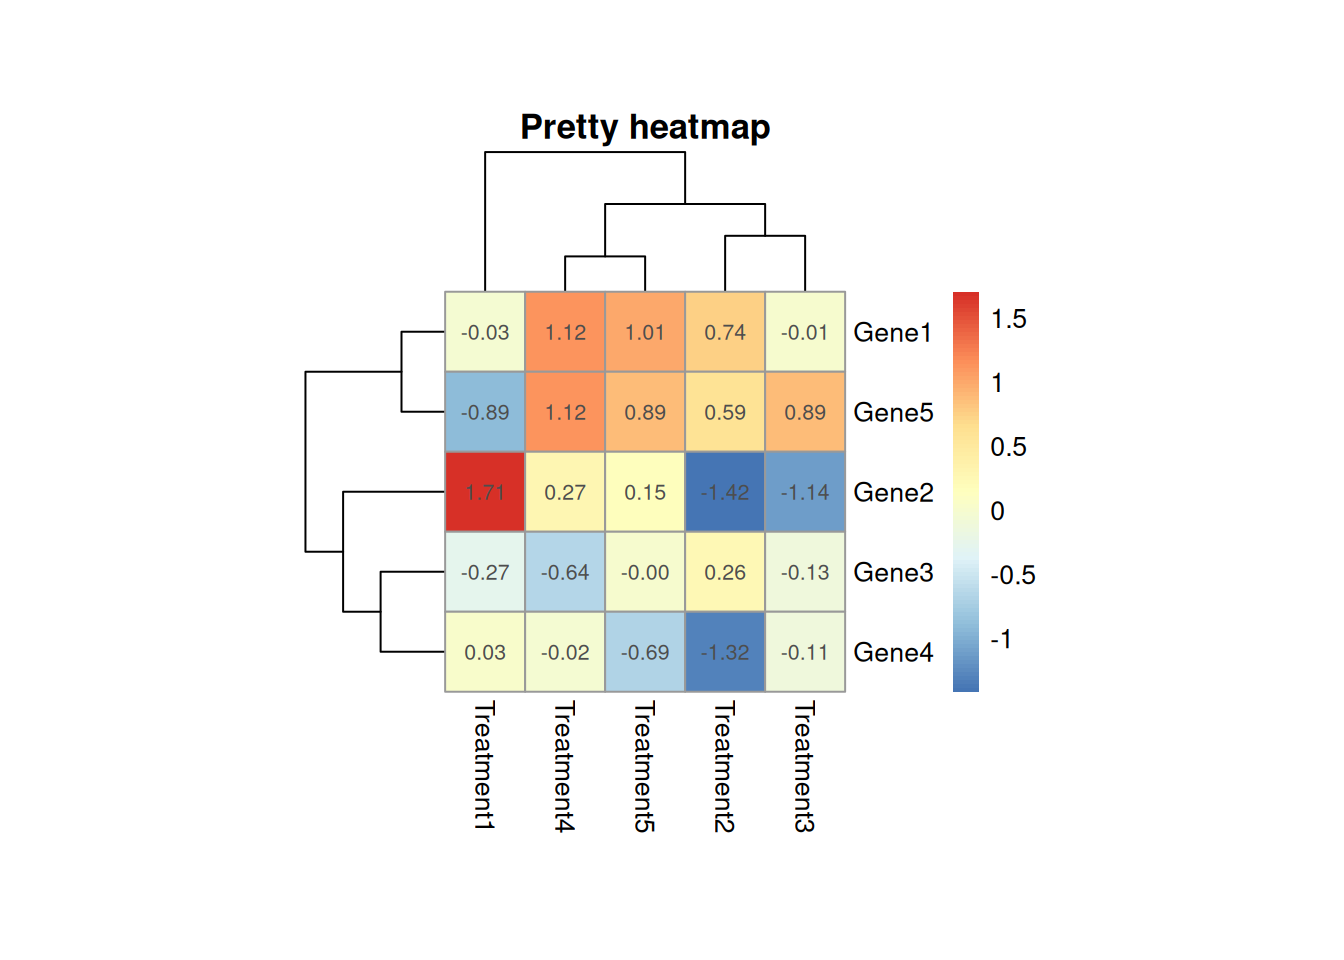 Pretty heatmap
-0.03 1.12 1.01 0.74 -0.01 Gene1
-0.89 1.12 0.89 0.59 0.89 Gene5
1.71 0.27 0.15 -1.42 -1.14 Gene2
-0.27 -0.64 -0.00 0.26 -0.13 Gene3
0.03 -0.02 -0.69 -1.32 -0.11 Gene4
Treatment1
Treatment4
Treatment5
Treatment2
Treatment3
1.5
1
0.5
0
-0.5
-1